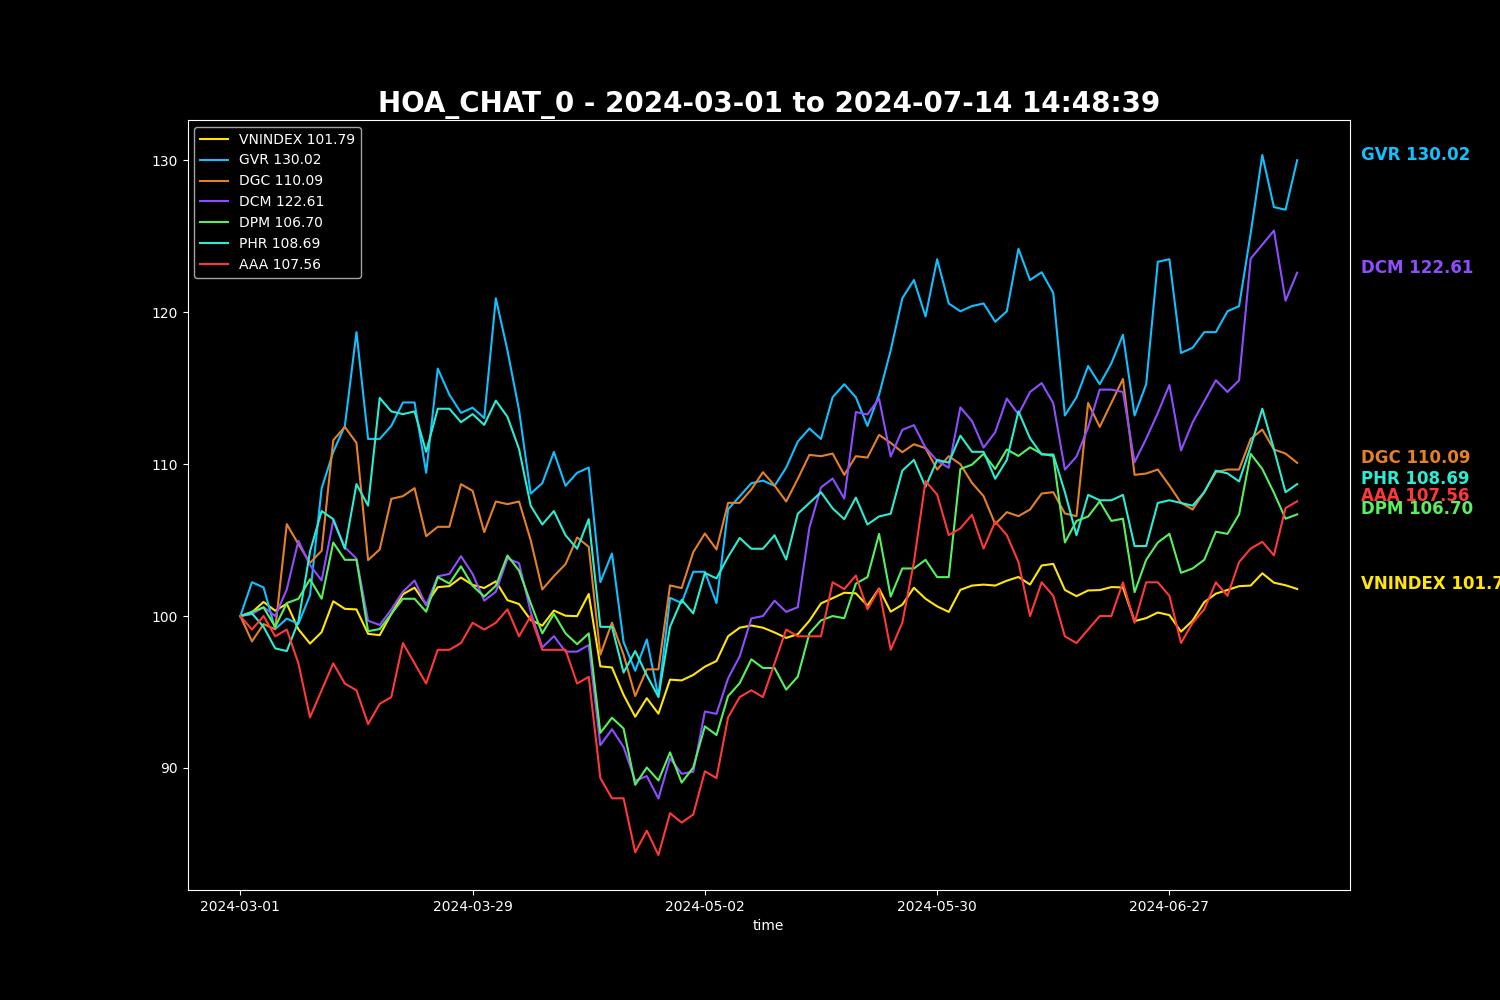 HOA_CHAT_0 - 2024-03-01 to 2024-07-14 14:48:39
VNINDEX 101.79
GVR 130.02
DGC 110.09
DCM 122.61
DPM 106.70
PHR 108.69
AAA 107.56
130
120
110
100
90
GVR 130.02
DCM 122.61
DGC 110.09
PHR 108.69
AAA 107.56
DPM 106.70
VNINDEX 101.7
2024-03-01
2024-03-29
2024-05-02
2024-05-30
2024-06-27
time